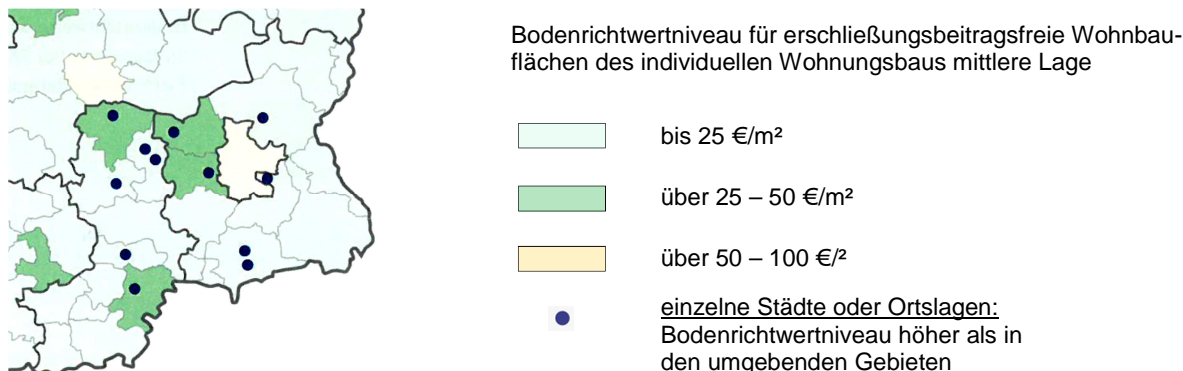 Bodenrichtwertniveau für erschließungsbeitragsfreie Wohnbau-
flächen des individuellen Wohnungsbaus mittlere Lage
bis 25 €/m²
über 25 – 50 €/m²
über 50 – 100 €/²
einzelne Städte oder Ortslagen:
Bodenrichtwertniveau höher als in
den umgebenden Gebieten